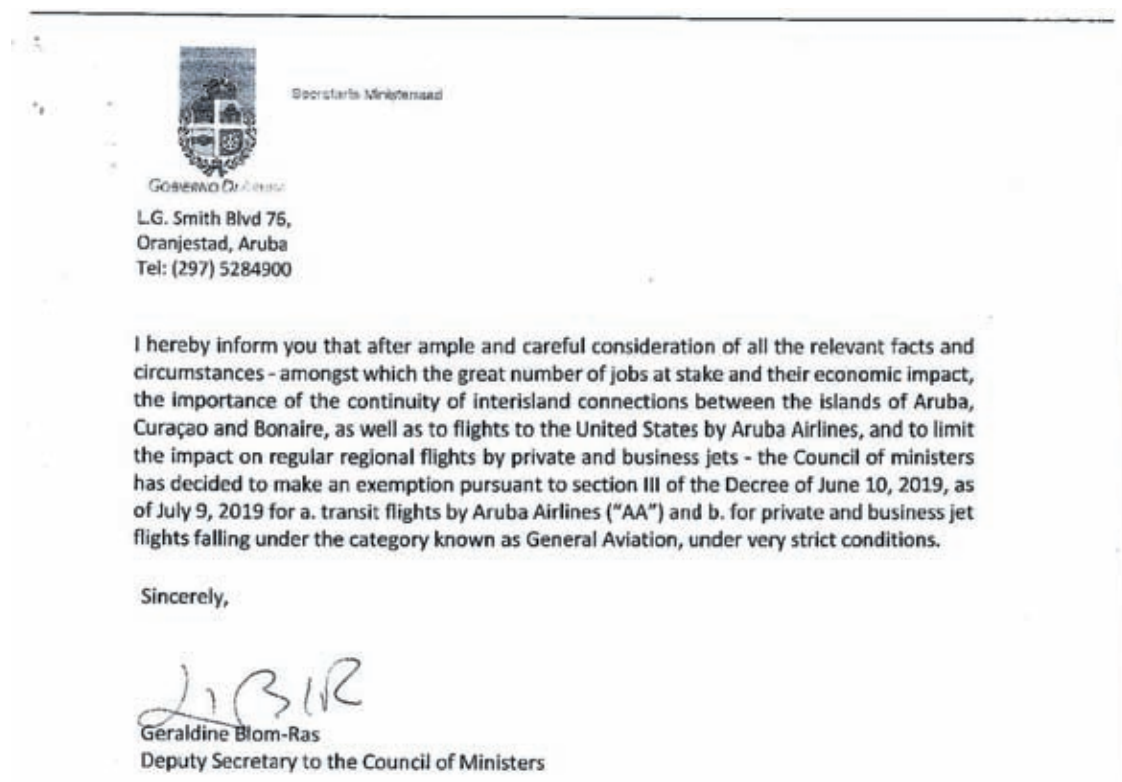 Secretarie Ministerraad
GOBIERNO DI
L.G. Smith Blvd 76,
Oranjestad, Aruba
Tel: (297) 5284900
I hereby inform you that after ample and careful consideration of all the relevant facts and
circumstances - amongst which the great number of jobs at stake and their economic impact,
the importance of the continuity of interisland connections between the islands of Aruba,
Curaçao and Bonaire, as well as to flights to the United States by Aruba Airlines, and to limit
the impact on regular regional flights by private and business jets - the Council of ministers
has decided to make an exemption pursuant to section III of the Decree of June 10, 2019, as
of July 9, 2019 for a. transit flights by Aruba Airlines (“AA”) and b. for private and business jet
flights falling under the category known as General Aviation, under very strict conditions.
Sincerely,
Geraldine Blom-Ras
Deputy Secretary to the Council of Ministers